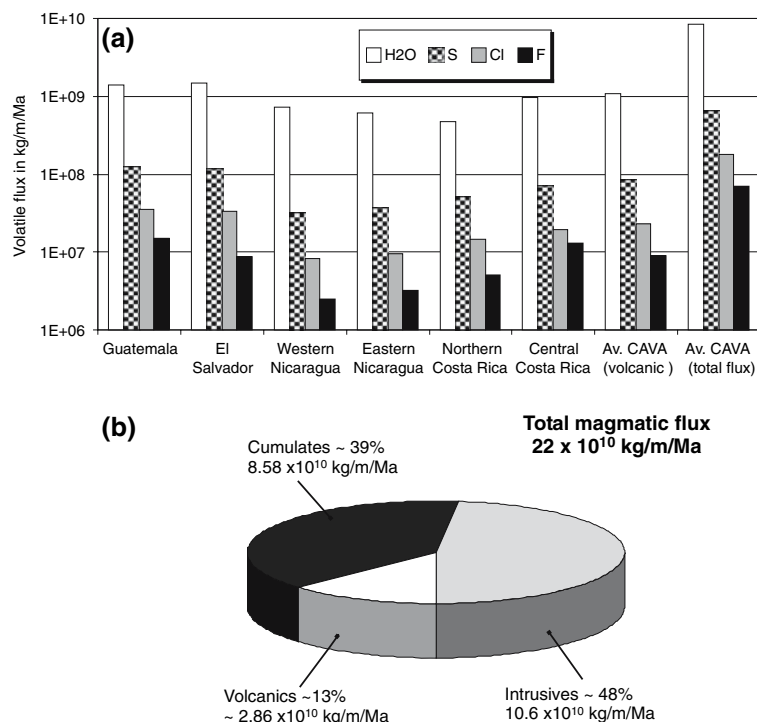 (a)
H2O S Cl F
Volatile flux in kg/m/Ma
1E+10
1E+09
1E+08
1E+07
1E+06
Guatemala
El
Salvador
Western
Nicaragua
Eastern
Nicaragua
Northern
Costa Rica
Central
Costa Rica
Av. CAVA
(volcanic )
Av. CAVA
(total flux)
(b)
Total magmatic flux
22 x 10¹⁰ kg/m/Ma
Cumulates ~ 39%
8.58 x10¹⁰ kg/m/Ma
Volcanics ~13%
~ 2.86 x10¹⁰ kg/m/Ma
Intrusives ~ 48%
10.6 x10¹⁰ kg/m/Ma